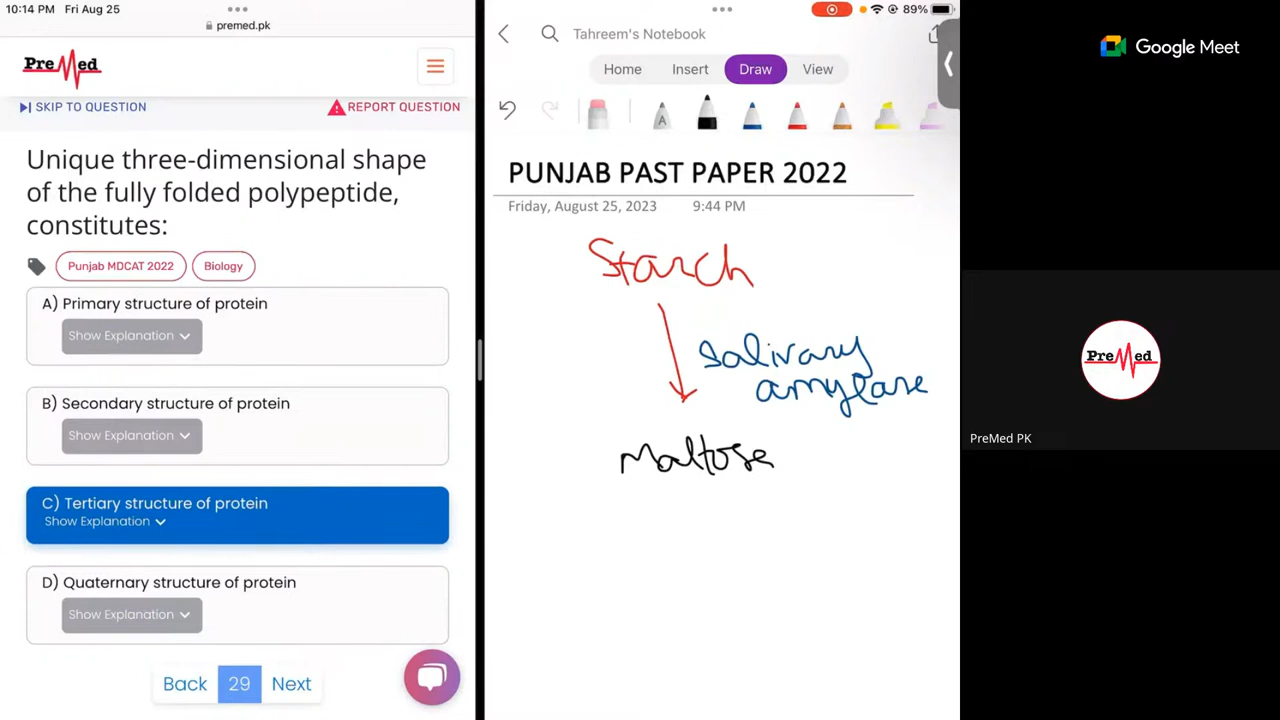 10:14 PM Fri Aug 25
premed.pk
PreMed
SKIP TO QUESTION
REPORT QUESTION
Unique three-dimensional shape
of the fully folded polypeptide,
constitutes:
Punjab MDCAT 2022
Biology
A) Primary structure of protein
Show Explanation
B) Secondary structure of protein
Show Explanation
C) Tertiary structure of protein
Show Explanation
D) Quaternary structure of protein
Show Explanation
Back 29 Next
89%
Tahreem's Notebook
Home Insert Draw View
A
PUNJAB PAST PAPER 2022
Friday, August 25, 2023 9:44 PM
Starch
Salivary
amylase
Maltose
Google Meet
PreMed
PreMed PK